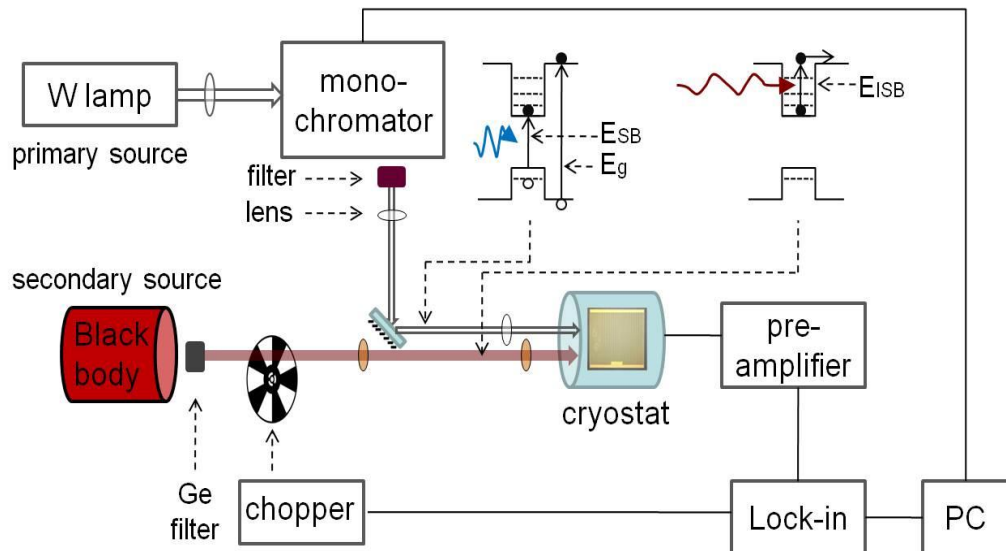 W lamp
primary source
mono-
chromator
filter
lens
E_SB
E_g
E_ISB
secondary source
Black
body
cryostat
pre-
amplifier
Ge
filter
chopper
Lock-in
PC